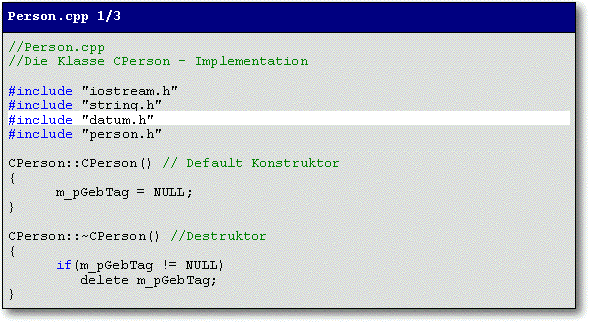 Person.cpp 1/3
//Person.cpp
//Die Klasse CPerson - Implementation
#include "iostream.h"
#include "string.h"
#include "datum.h"
#include "person.h"
CPerson::CPerson() // Default Konstruktor
{
m_pGebTag = NULL;
}
CPerson::~CPerson() //Destruktor
{
if(m_pGebTag != NULL)
delete m_pGebTag;
}